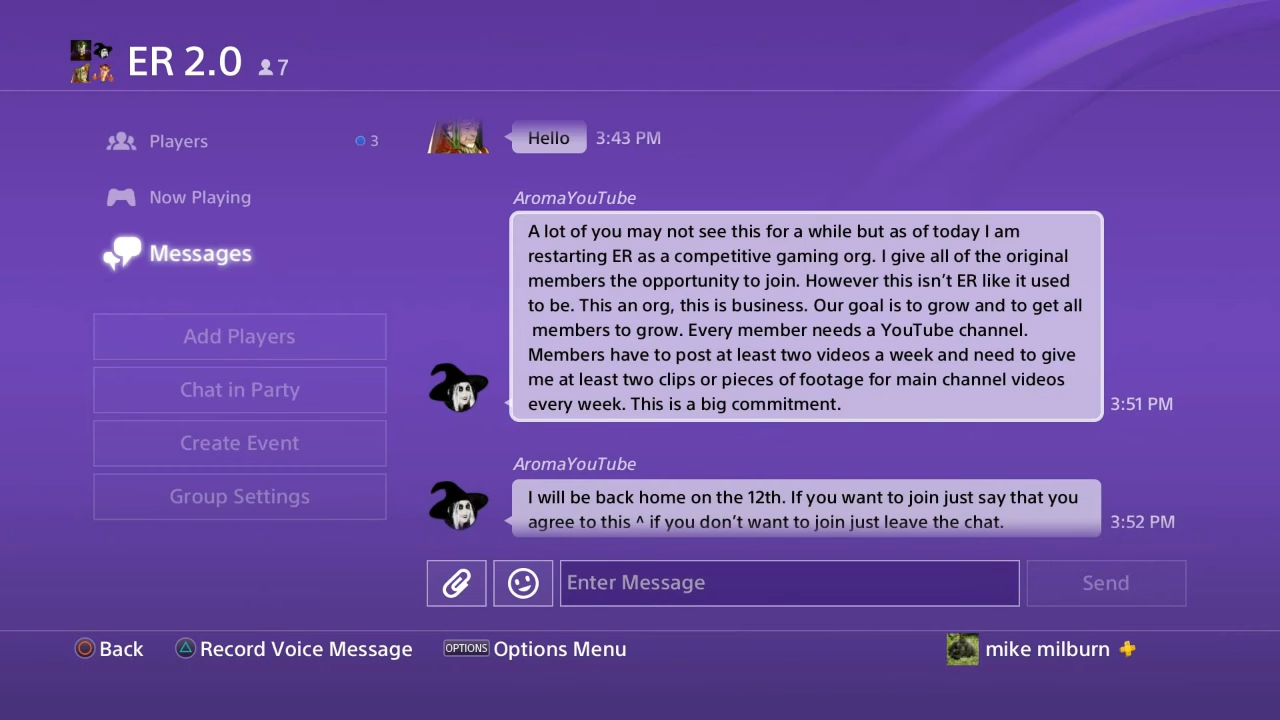 ER 2.0
7
Players
3
Now Playing
Messages
Add Players
Chat in Party
Create Event
Group Settings
Hello
3:43 PM
AromaYouTube
A lot of you may not see this for a while but as of today I am
restarting ER as a competitive gaming org. I give all of the original
members the opportunity to join. However this isn't ER like it used
to be. This an org, this is business. Our goal is to grow and to get all
members to grow. Every member needs a YouTube channel.
Members have to post at least two videos a week and need to give
me at least two clips or pieces of footage for main channel videos
every week. This is a big commitment.
3:51 PM
AromaYouTube
I will be back home on the 12th. If you want to join just say that you
agree to this ^ if you don't want to join just leave the chat.
3:52 PM
Enter Message
Send
Back
Record Voice Message
OPTIONS Options Menu
mike milburn